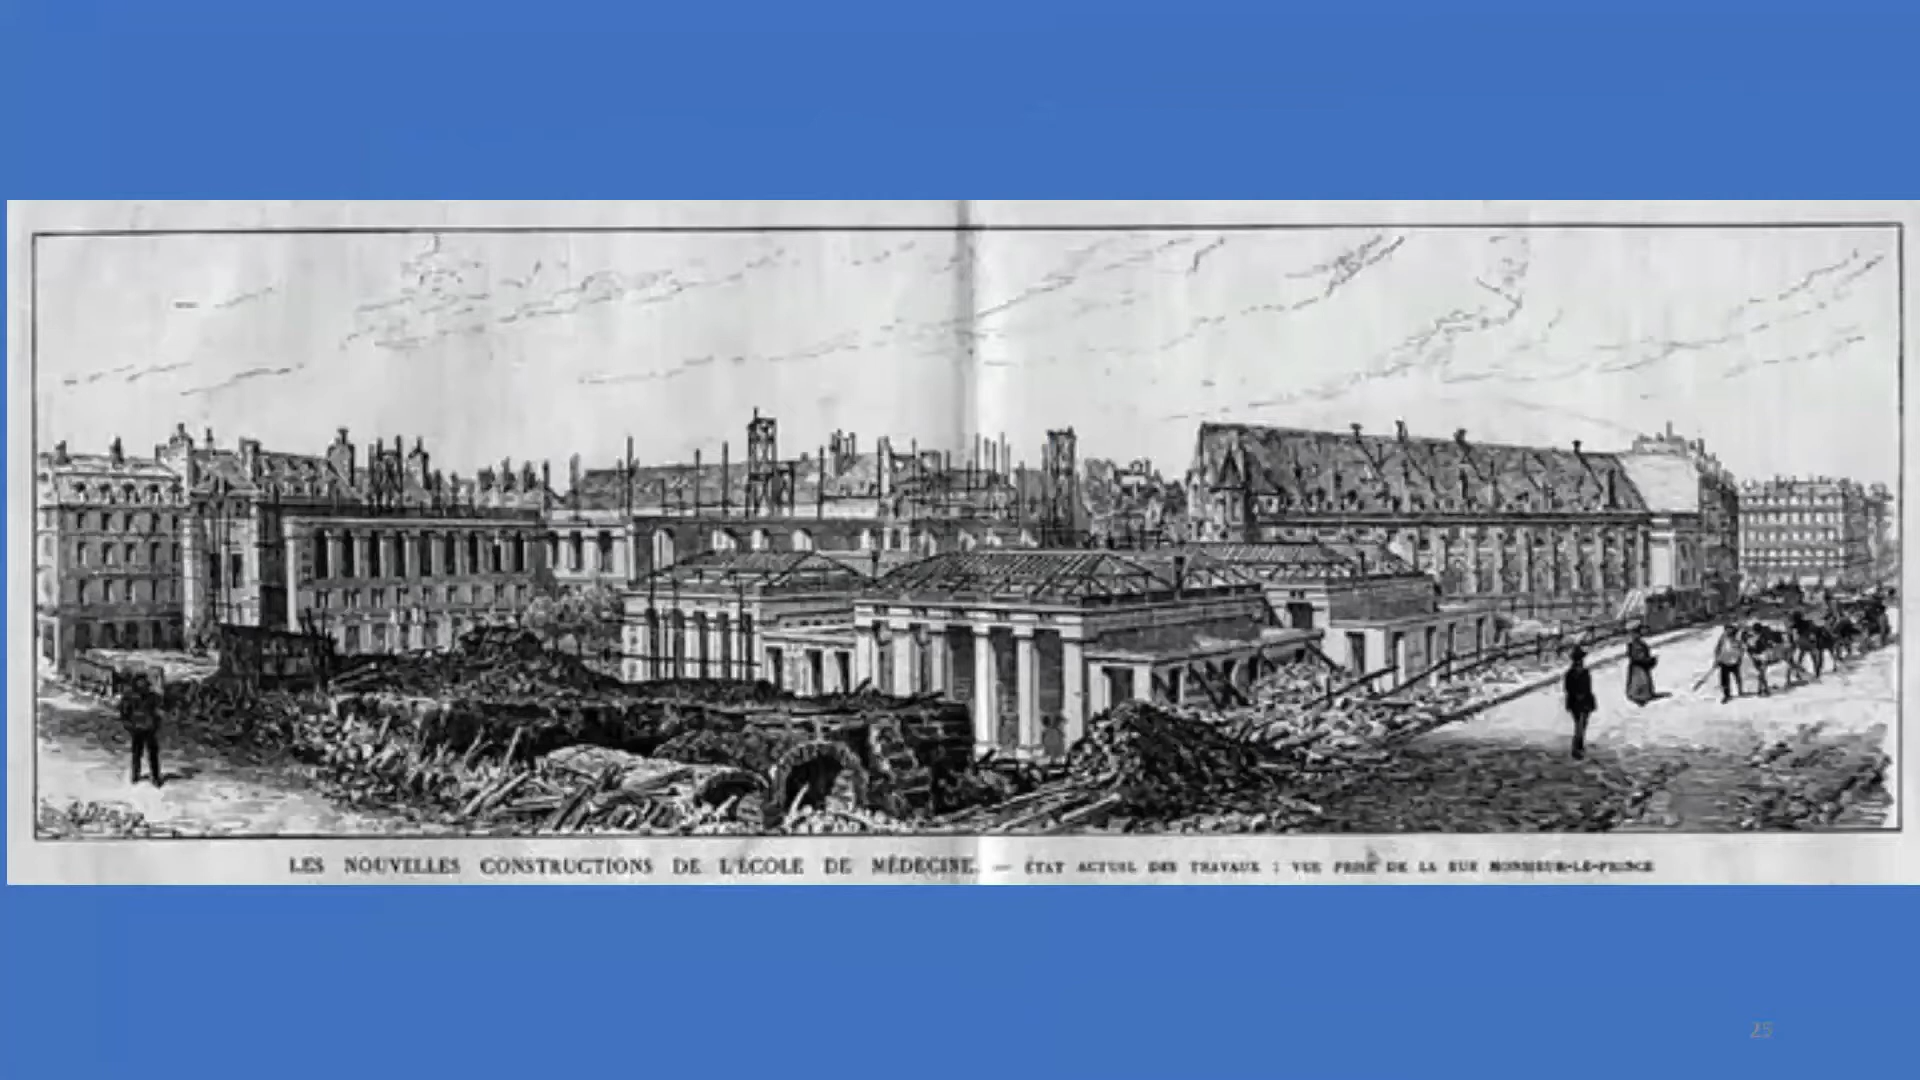 LES NOUVELLES CONSTRUCTIONS DE L'ÉCOLE DE MÉDECINE. — ÉTAT ACTUEL DES TRAVAUX : VUE PRISE DE LA RUE MONSIEUR-LE-PRINCE
25